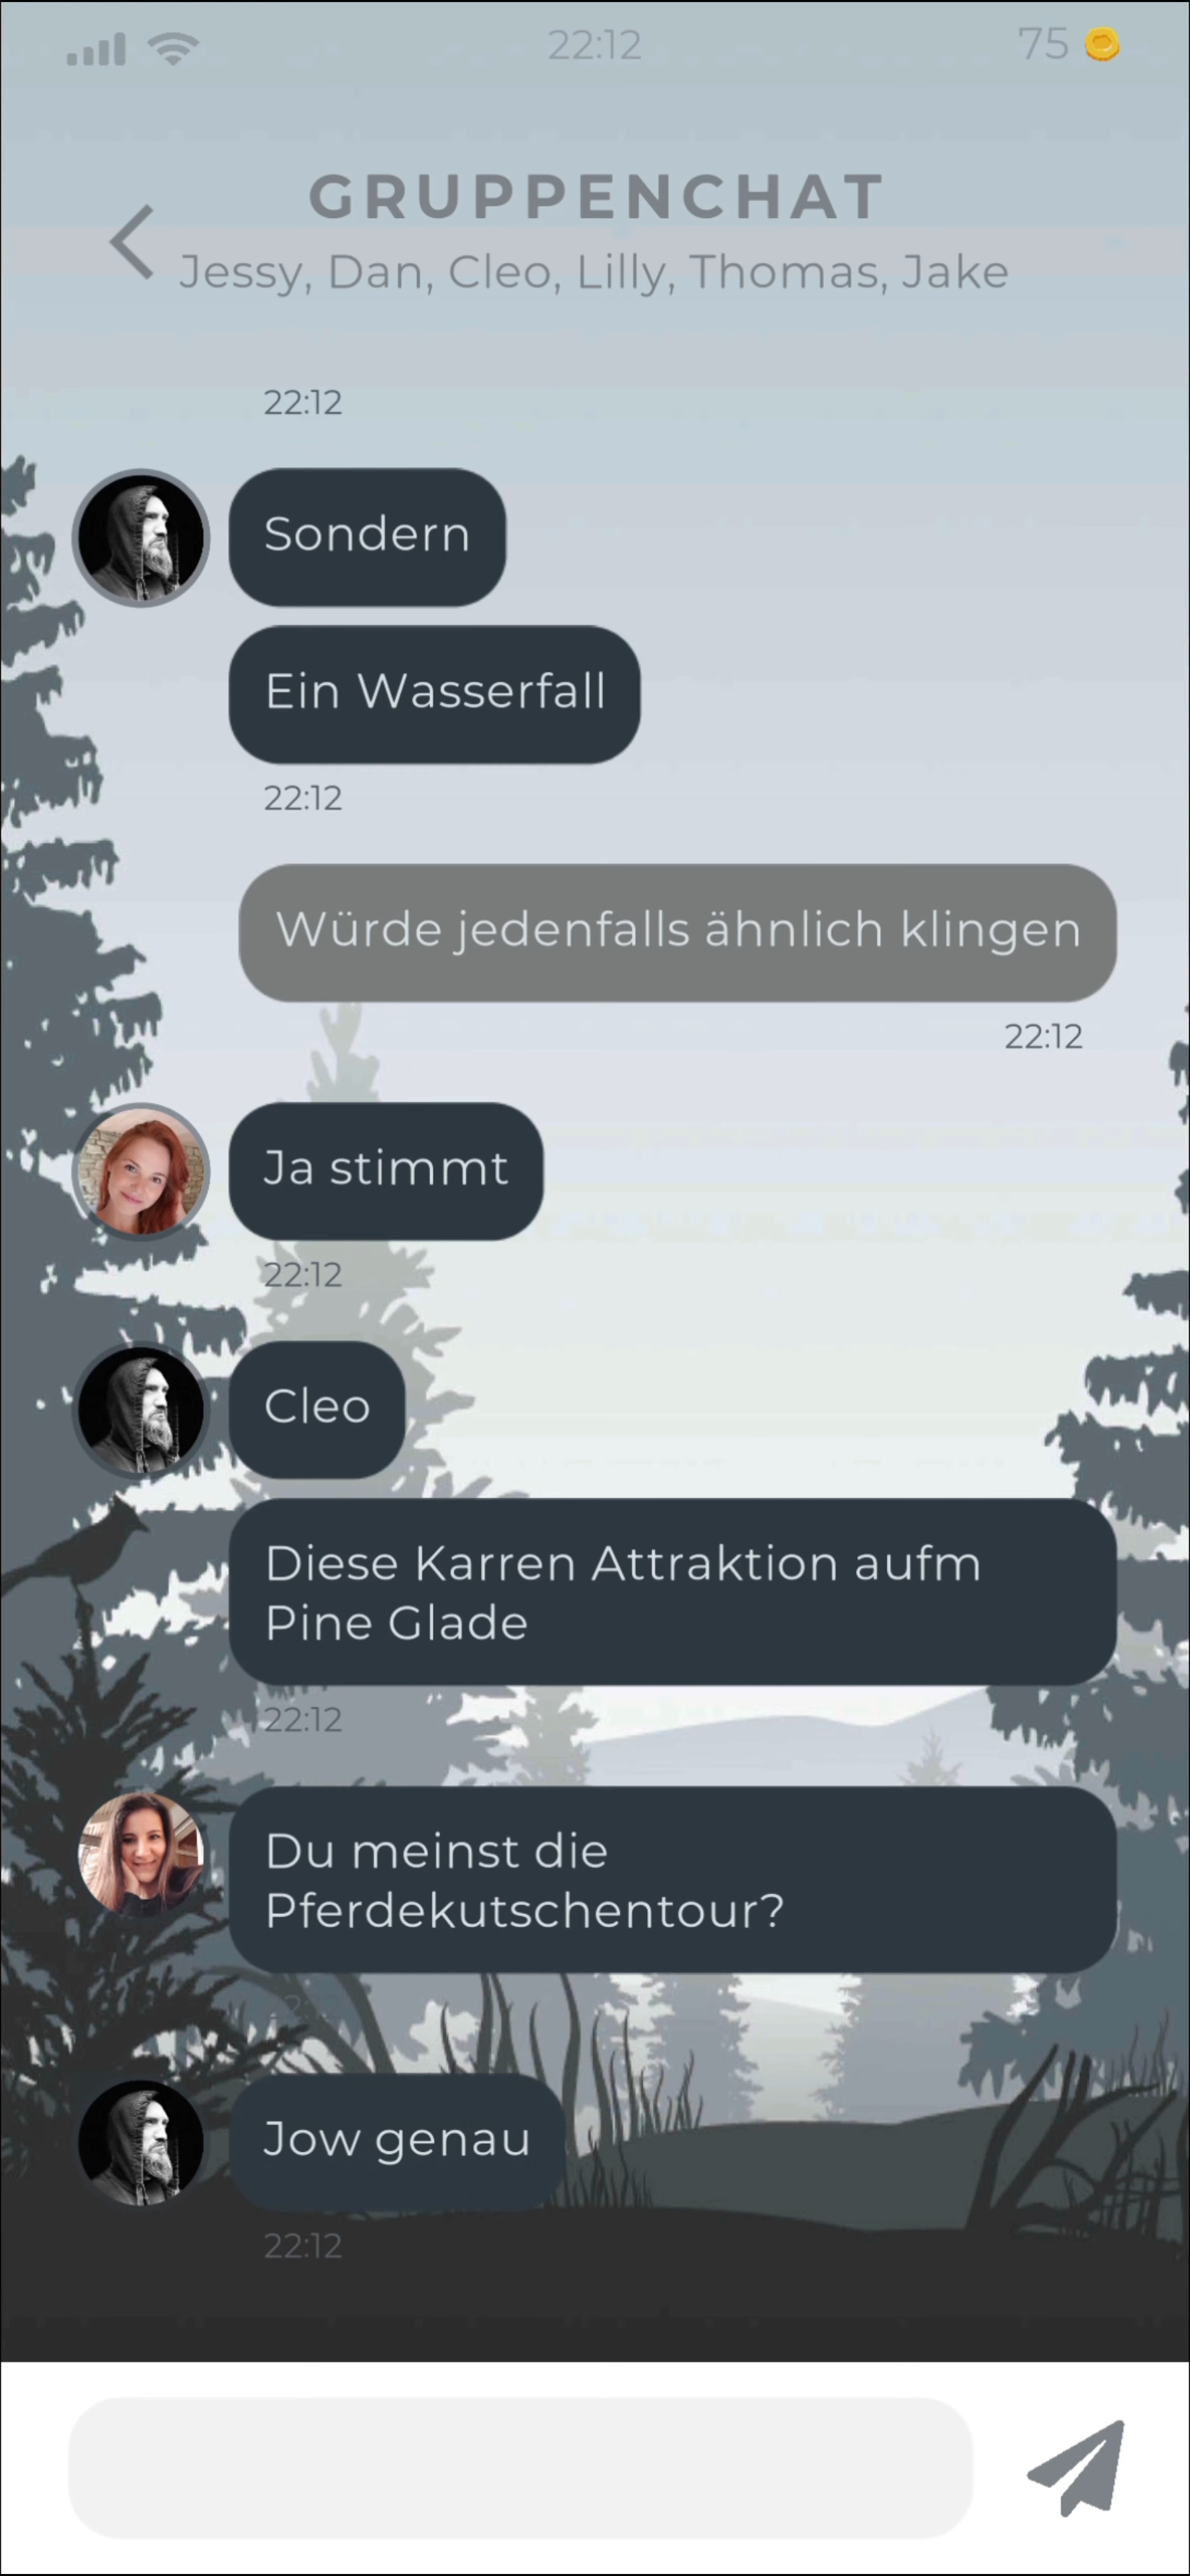 22:12
75
GRUPPENCHAT
Jessy, Dan, Cleo, Lilly, Thomas, Jake
22:12
Sondern
Ein Wasserfall
22:12
Würde jedenfalls ähnlich klingen
22:12
Ja stimmt
22:12
Cleo
Diese Karren Attraktion aufm
Pine Glade
22:12
Du meinst die
Pferdekutschentour?
Jow genau
22:12